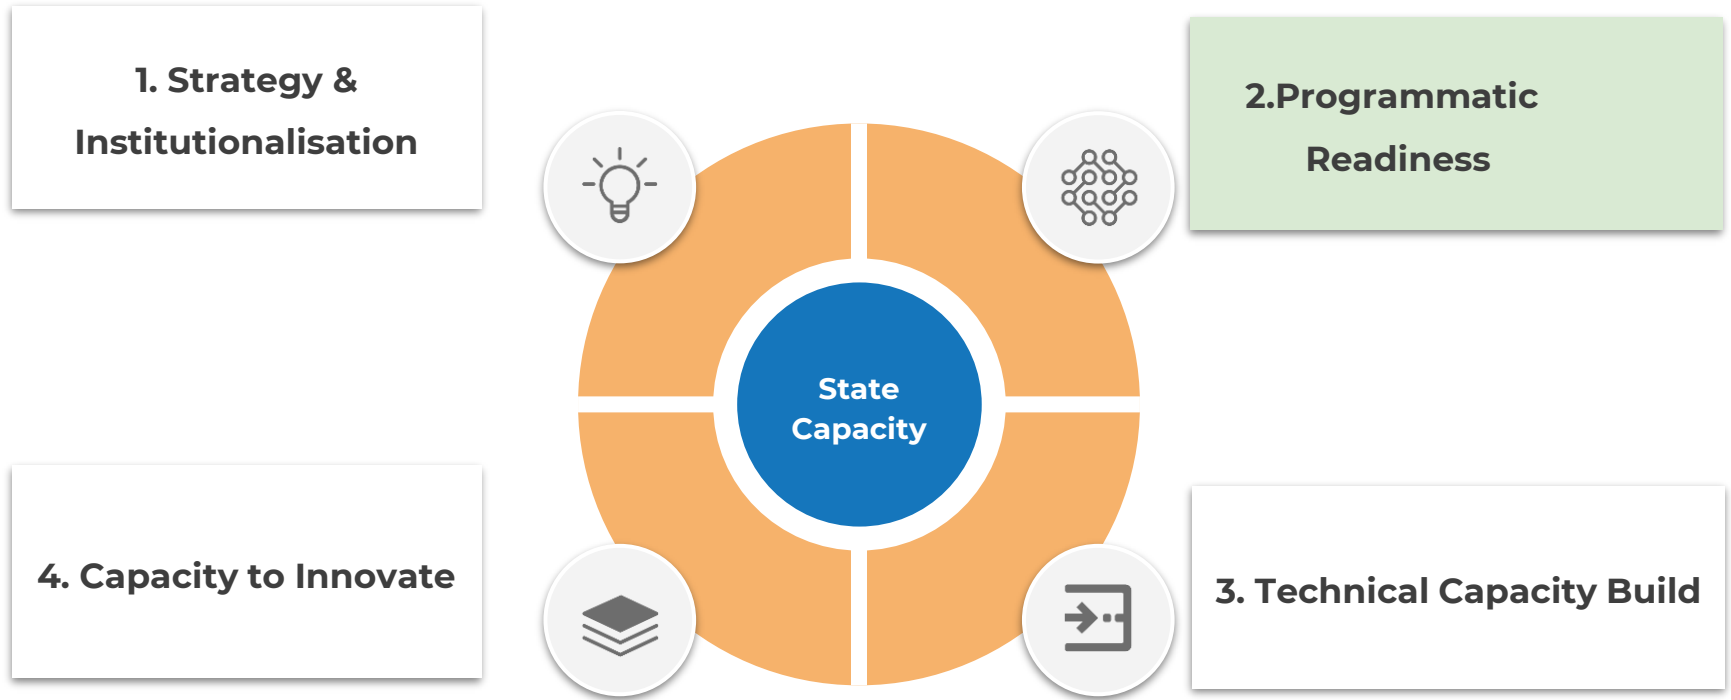 1. Strategy &
Institutionalisation
2.Programmatic
Readiness
State
Capacity
4. Capacity to Innovate
3. Technical Capacity Build